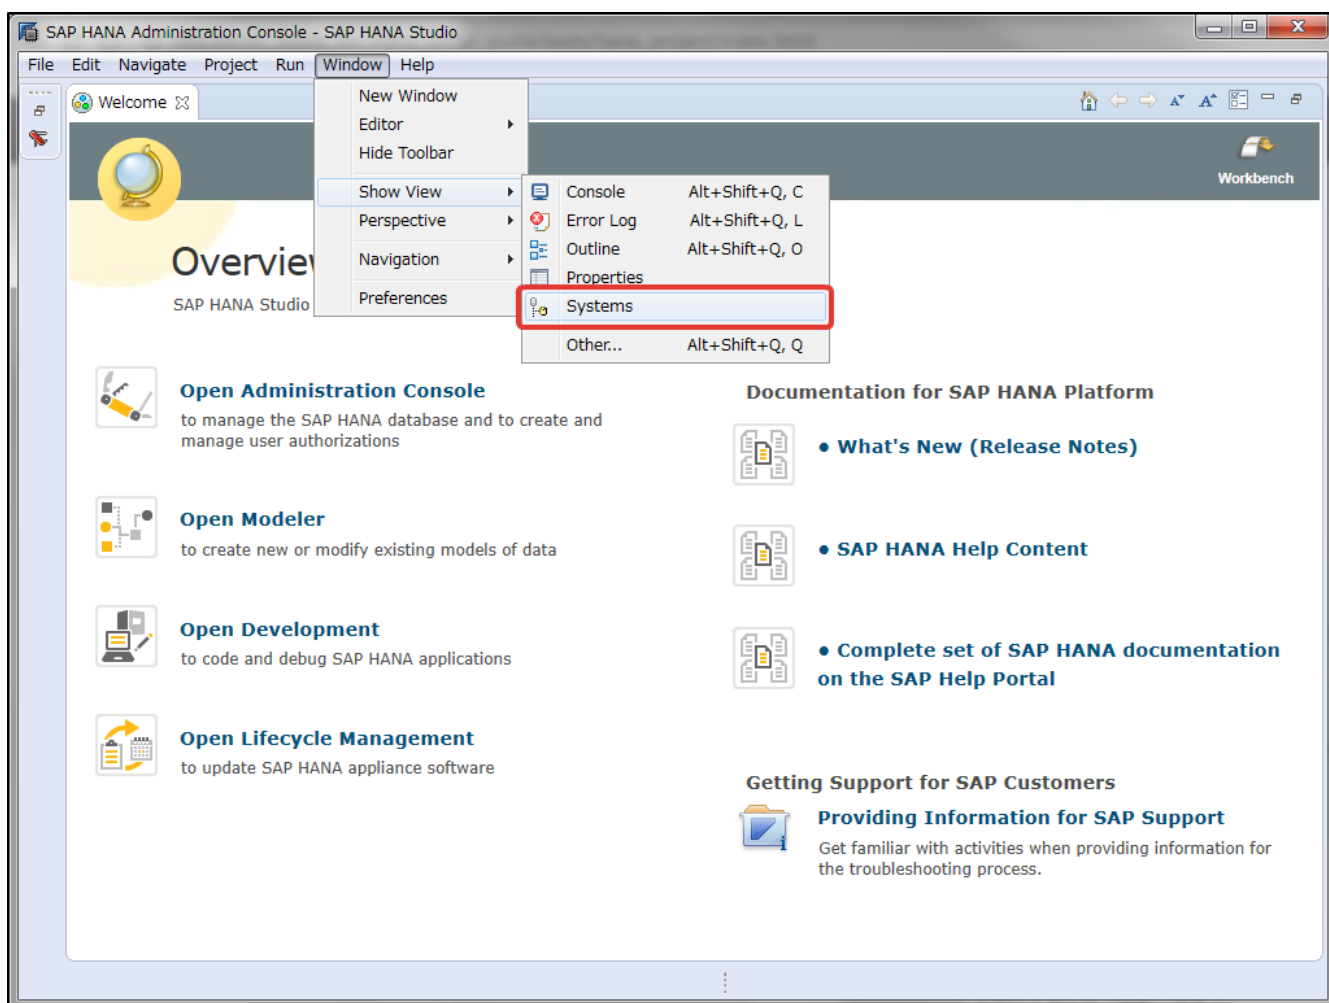 SAP HANA Administration Console - SAP HANA Studio
File Edit Navigate Project Run Window Help
Welcome
New Window
Editor
Hide Toolbar
Show View
Perspective
Navigation
Preferences
Console Alt+Shift+Q, C
Error Log Alt+Shift+Q, L
Outline Alt+Shift+Q, O
Properties
Systems
Other... Alt+Shift+Q, Q
Workbench
SAP HANA Studio
Open Administration Console
to manage the SAP HANA database and to create and
manage user authorizations
Open Modeler
to create new or modify existing models of data
Open Development
to code and debug SAP HANA applications
Open Lifecycle Management
to update SAP HANA appliance software
Documentation for SAP HANA Platform
• What's New (Release Notes)
• SAP HANA Help Content
• Complete set of SAP HANA documentation
on the SAP Help Portal
Getting Support for SAP Customers
Providing Information for SAP Support
Get familiar with activities when providing information for
the troubleshooting process.